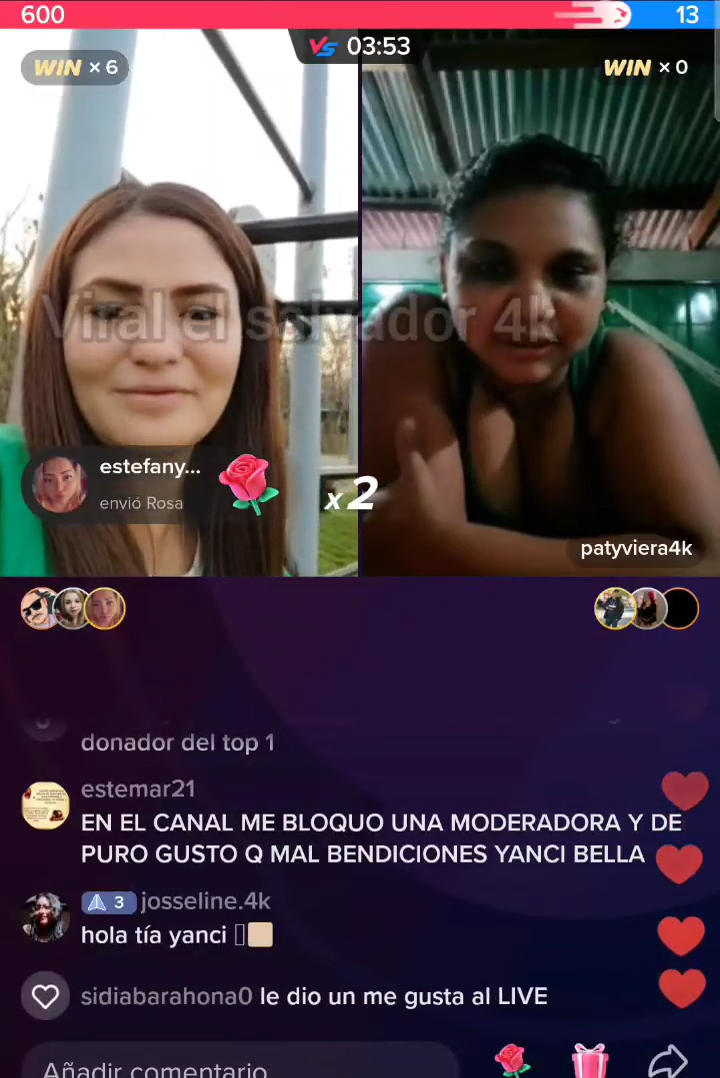 600
13
VS 03:53
WIN × 6
WIN × 0
Viral el salvador 4k
estefany...
envió Rosa
x 2
patyviera4k
donador del top 1
estemar21
EN EL CANAL ME BLOQUO UNA MODERADORA Y DE
PURO GUSTO Q MAL BENDICIONES YANCI BELLA
3 josseline.4k
hola tía yanci
sidiabarahona0 le dio un me gusta al LIVE
Añadir comentario